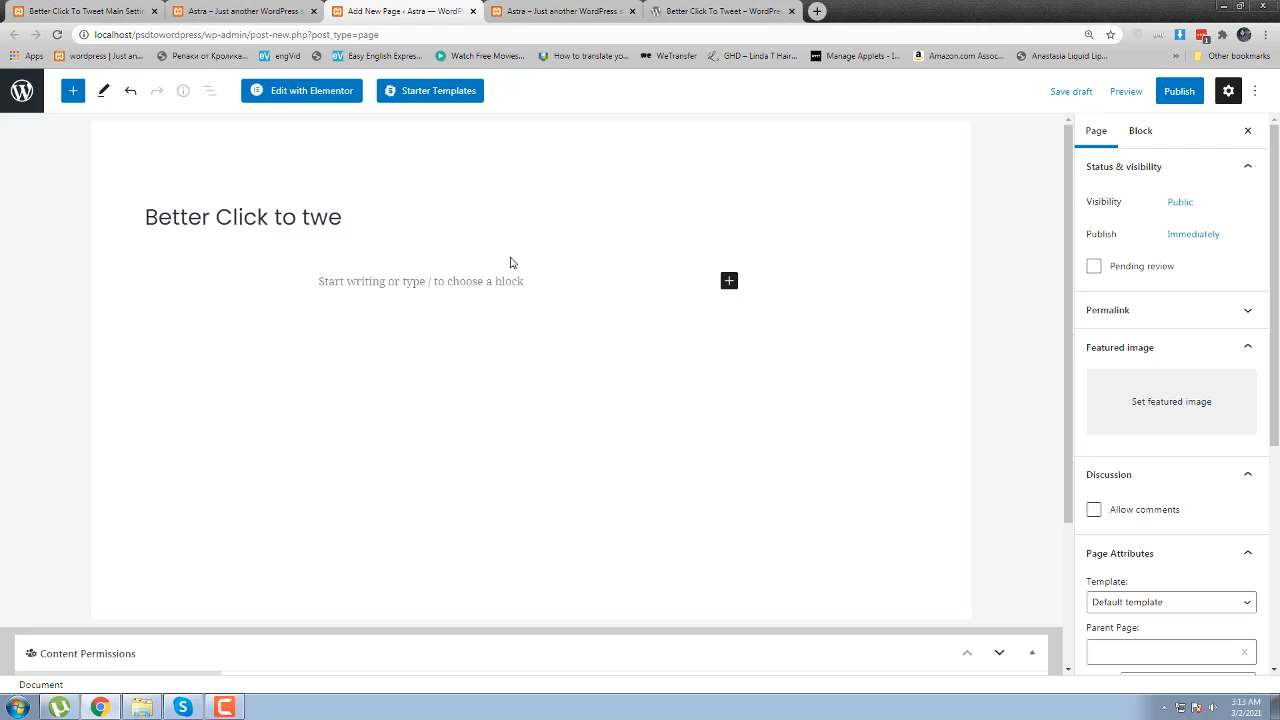 Better Click To Tweet Main Settin
Astra – Just another WordPress s
Add New Page ‹ Astra — WordPr
Astra – Just another WordPress s
Better Click To Tweet – WordPres
localhost/psdtowordpress/wp-admin/post-new.php?post_type=page
Apps
wordpress | Just an...
Репакги и Короновa...
engVid
Easy English Expres...
Watch Free Movies...
How to translate yo...
WeTransfer
GHD – Linda T Hair...
Manage Applets - I...
Amazon.com Assoc...
Anastasia Liquid Lip...
»
Other bookmarks
Edit with Elementor
Starter Templates
Save draft
Preview
Publish
Page
Block
Status & visibility
Better Click to twe
Visibility
Public
Publish
Immediately
Start writing or type / to choose a block
Pending review
Permalink
Featured image
Set featured image
Discussion
Allow comments
Page Attributes
Template:
Default template
Parent Page:
Content Permissions
Document
3:13 AM
3/2/2021